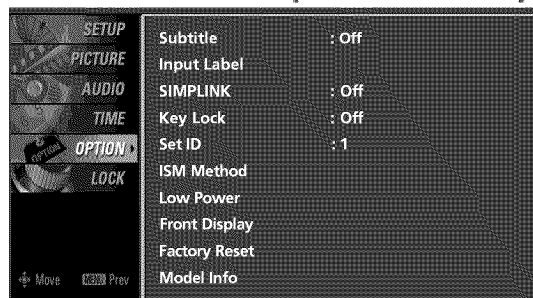 SETUP
PICTURE
AUDIO
TIME
OPTION
LOCK
Subtitle : Off
Input Label
SIMPLINK : Off
Key Lock : Off
Set ID : 1
ISM Method
Low Power
Front Display
Factory Reset
Model Info
Move MENU Prev